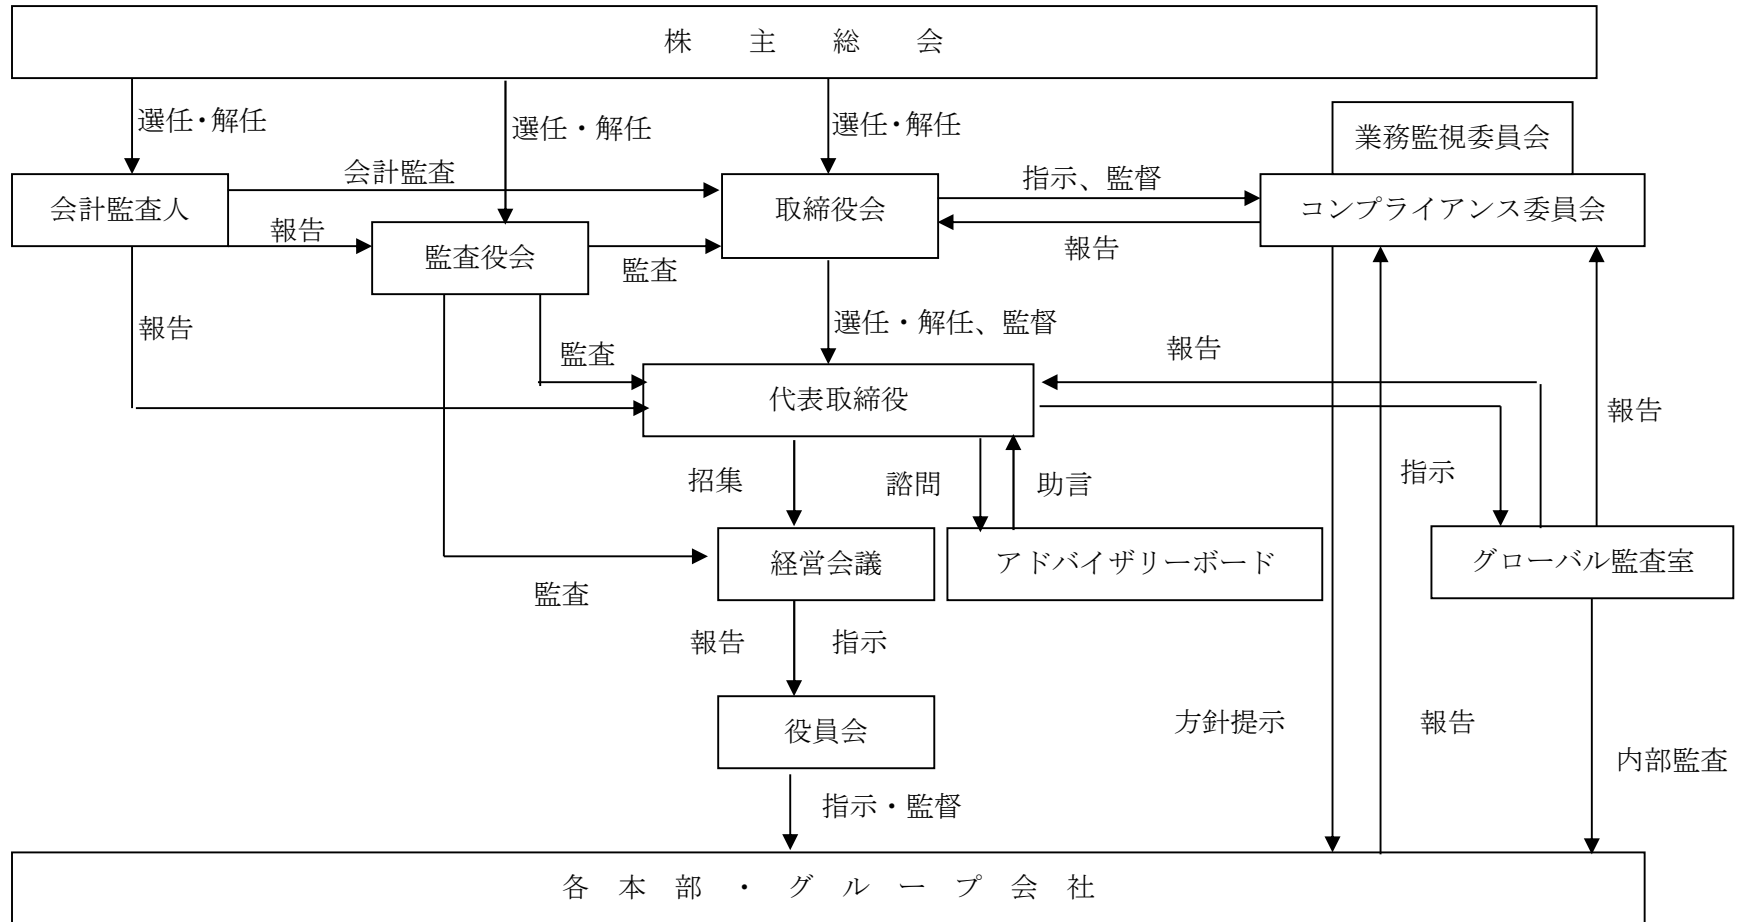 株 主 総 会
選任・解任
選任・解任
選任・解任
業務監視委員会
会計監査
指示、監督
会計監査人
取締役会
コンプライアンス委員会
報告
監査役会
監査
報告
報告
選任・解任、監督
監査
報告
代表取締役
報告
招集
諮問
助言
指示
経営会議
アドバイザリーボード
グローバル監査室
監査
報告
指示
役員会
方針提示
報告
内部監査
指示・監督
各 本 部 ・ グ ル ー プ 会 社